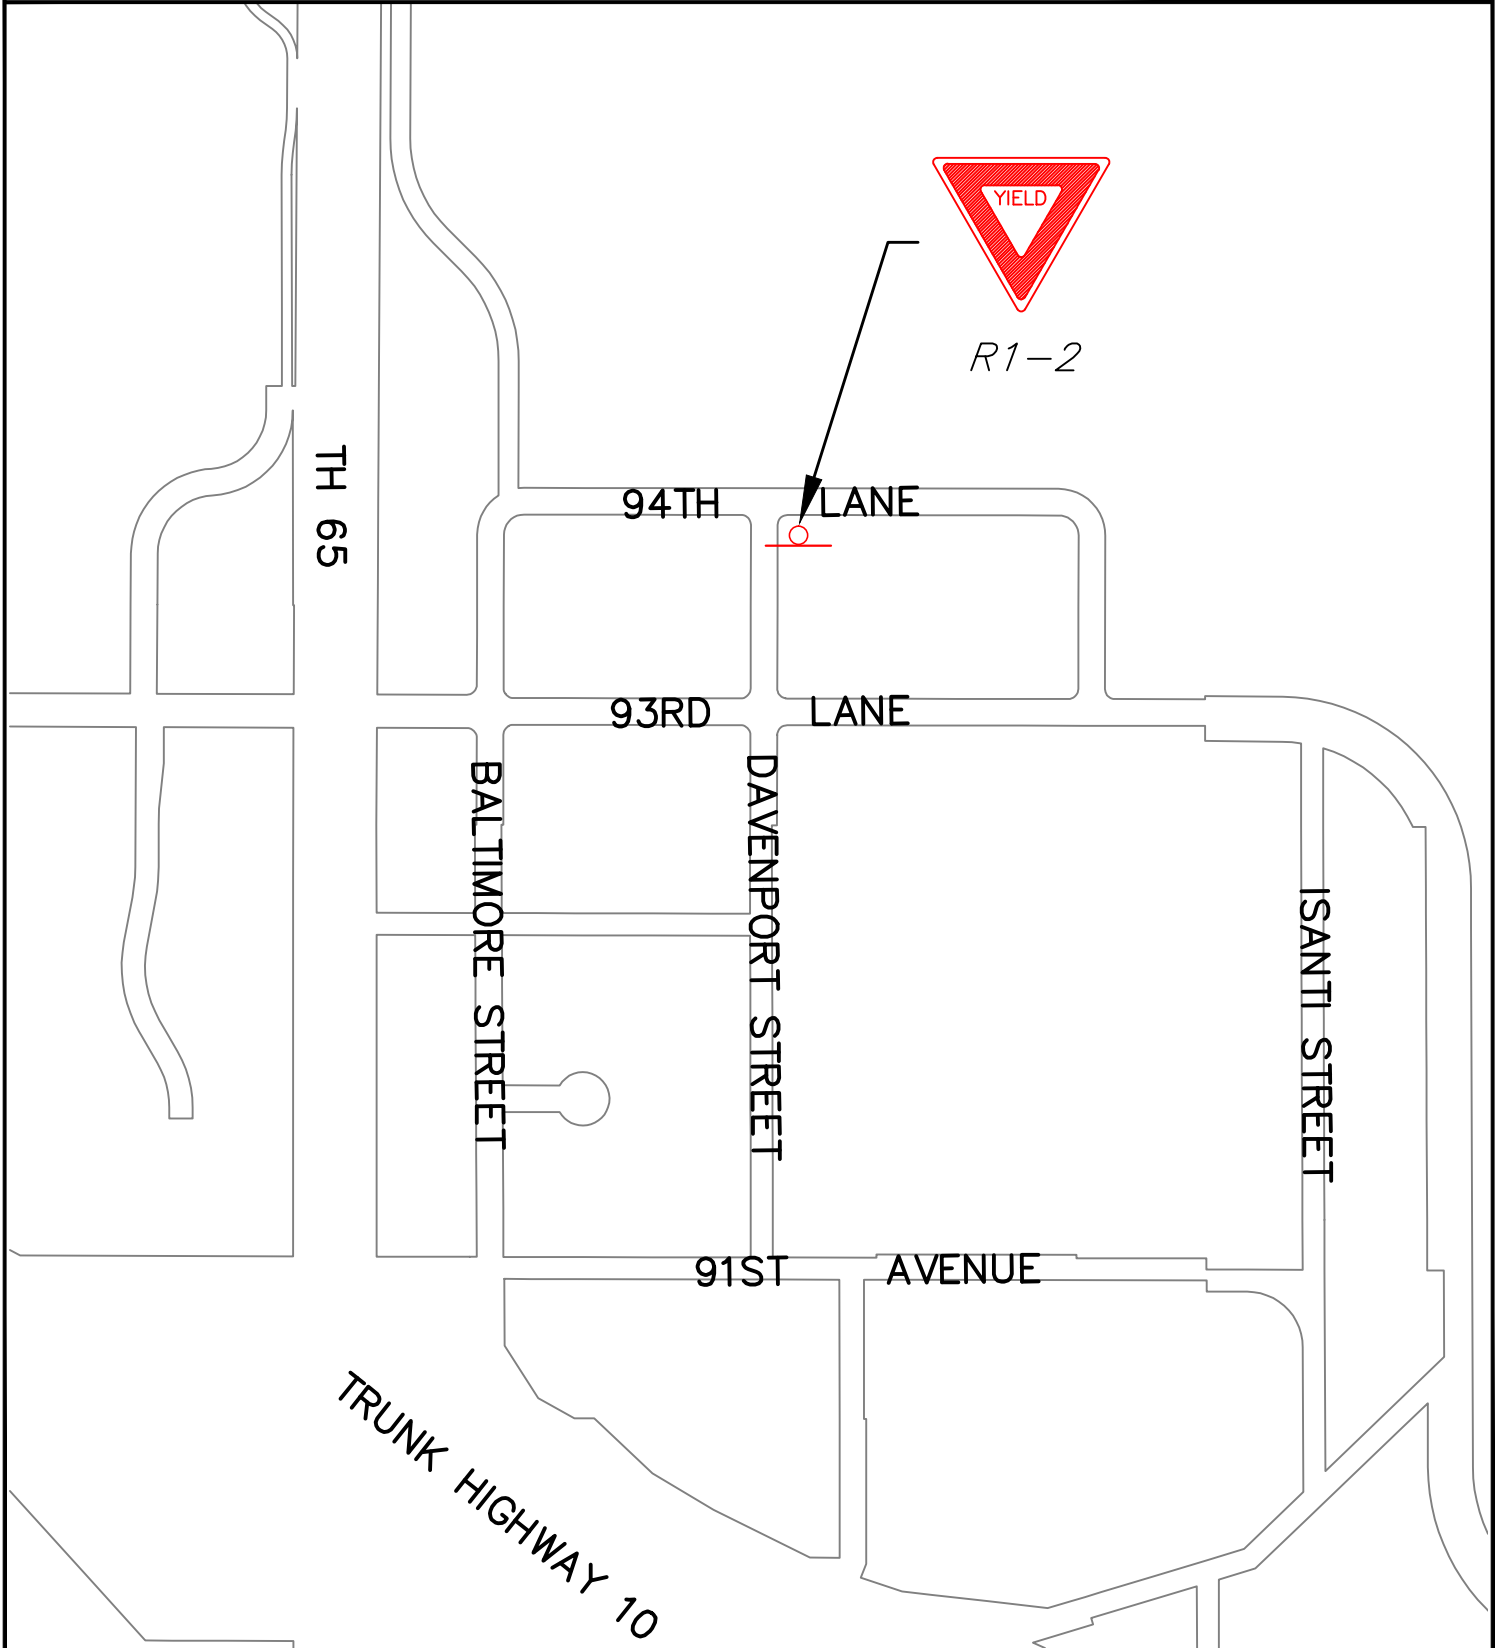 YIELD
R1-2
TH 65
94TH LANE
93RD LANE
BALTIMORE STREET
DAVENPORT STREET
ISANTI STREET
91ST AVENUE
TRUNK HIGHWAY 10